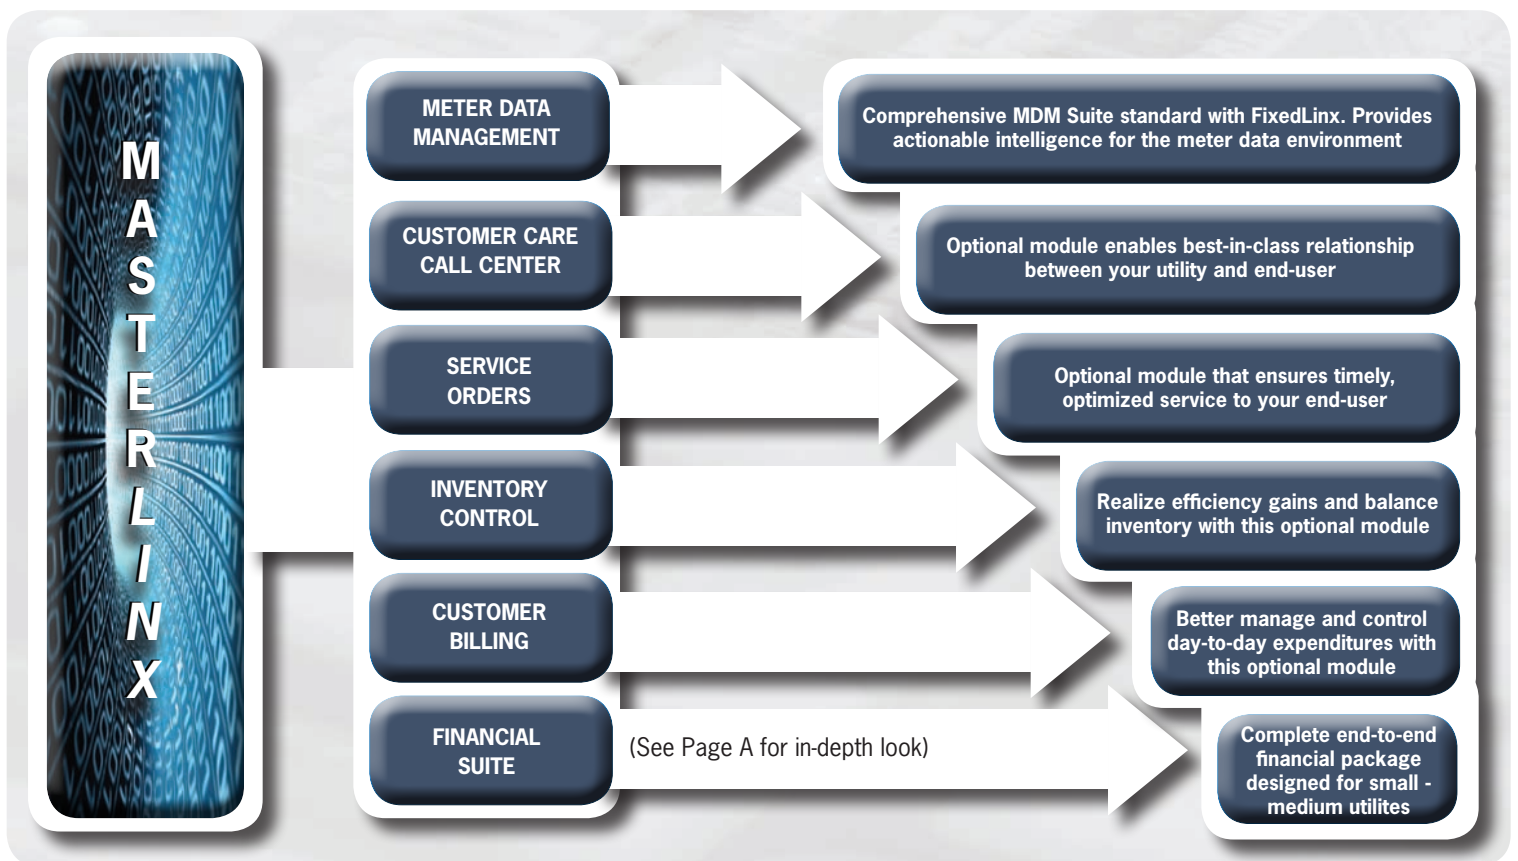 MASTERLINX
METER DATA
MANAGEMENT
Comprehensive MDM Suite standard with FixedLinx. Provides
actionable intelligence for the meter data environment
CUSTOMER CARE
CALL CENTER
Optional module enables best-in-class relationship
between your utility and end-user
SERVICE
ORDERS
Optional module that ensures timely,
optimized service to your end-user
INVENTORY
CONTROL
Realize efficiency gains and balance
inventory with this optional module
CUSTOMER
BILLING
Better manage and control
day-to-day expenditures with
this optional module
FINANCIAL
SUITE
(See Page A for in-depth look)
Complete end-to-end
financial package
designed for small -
medium utilites